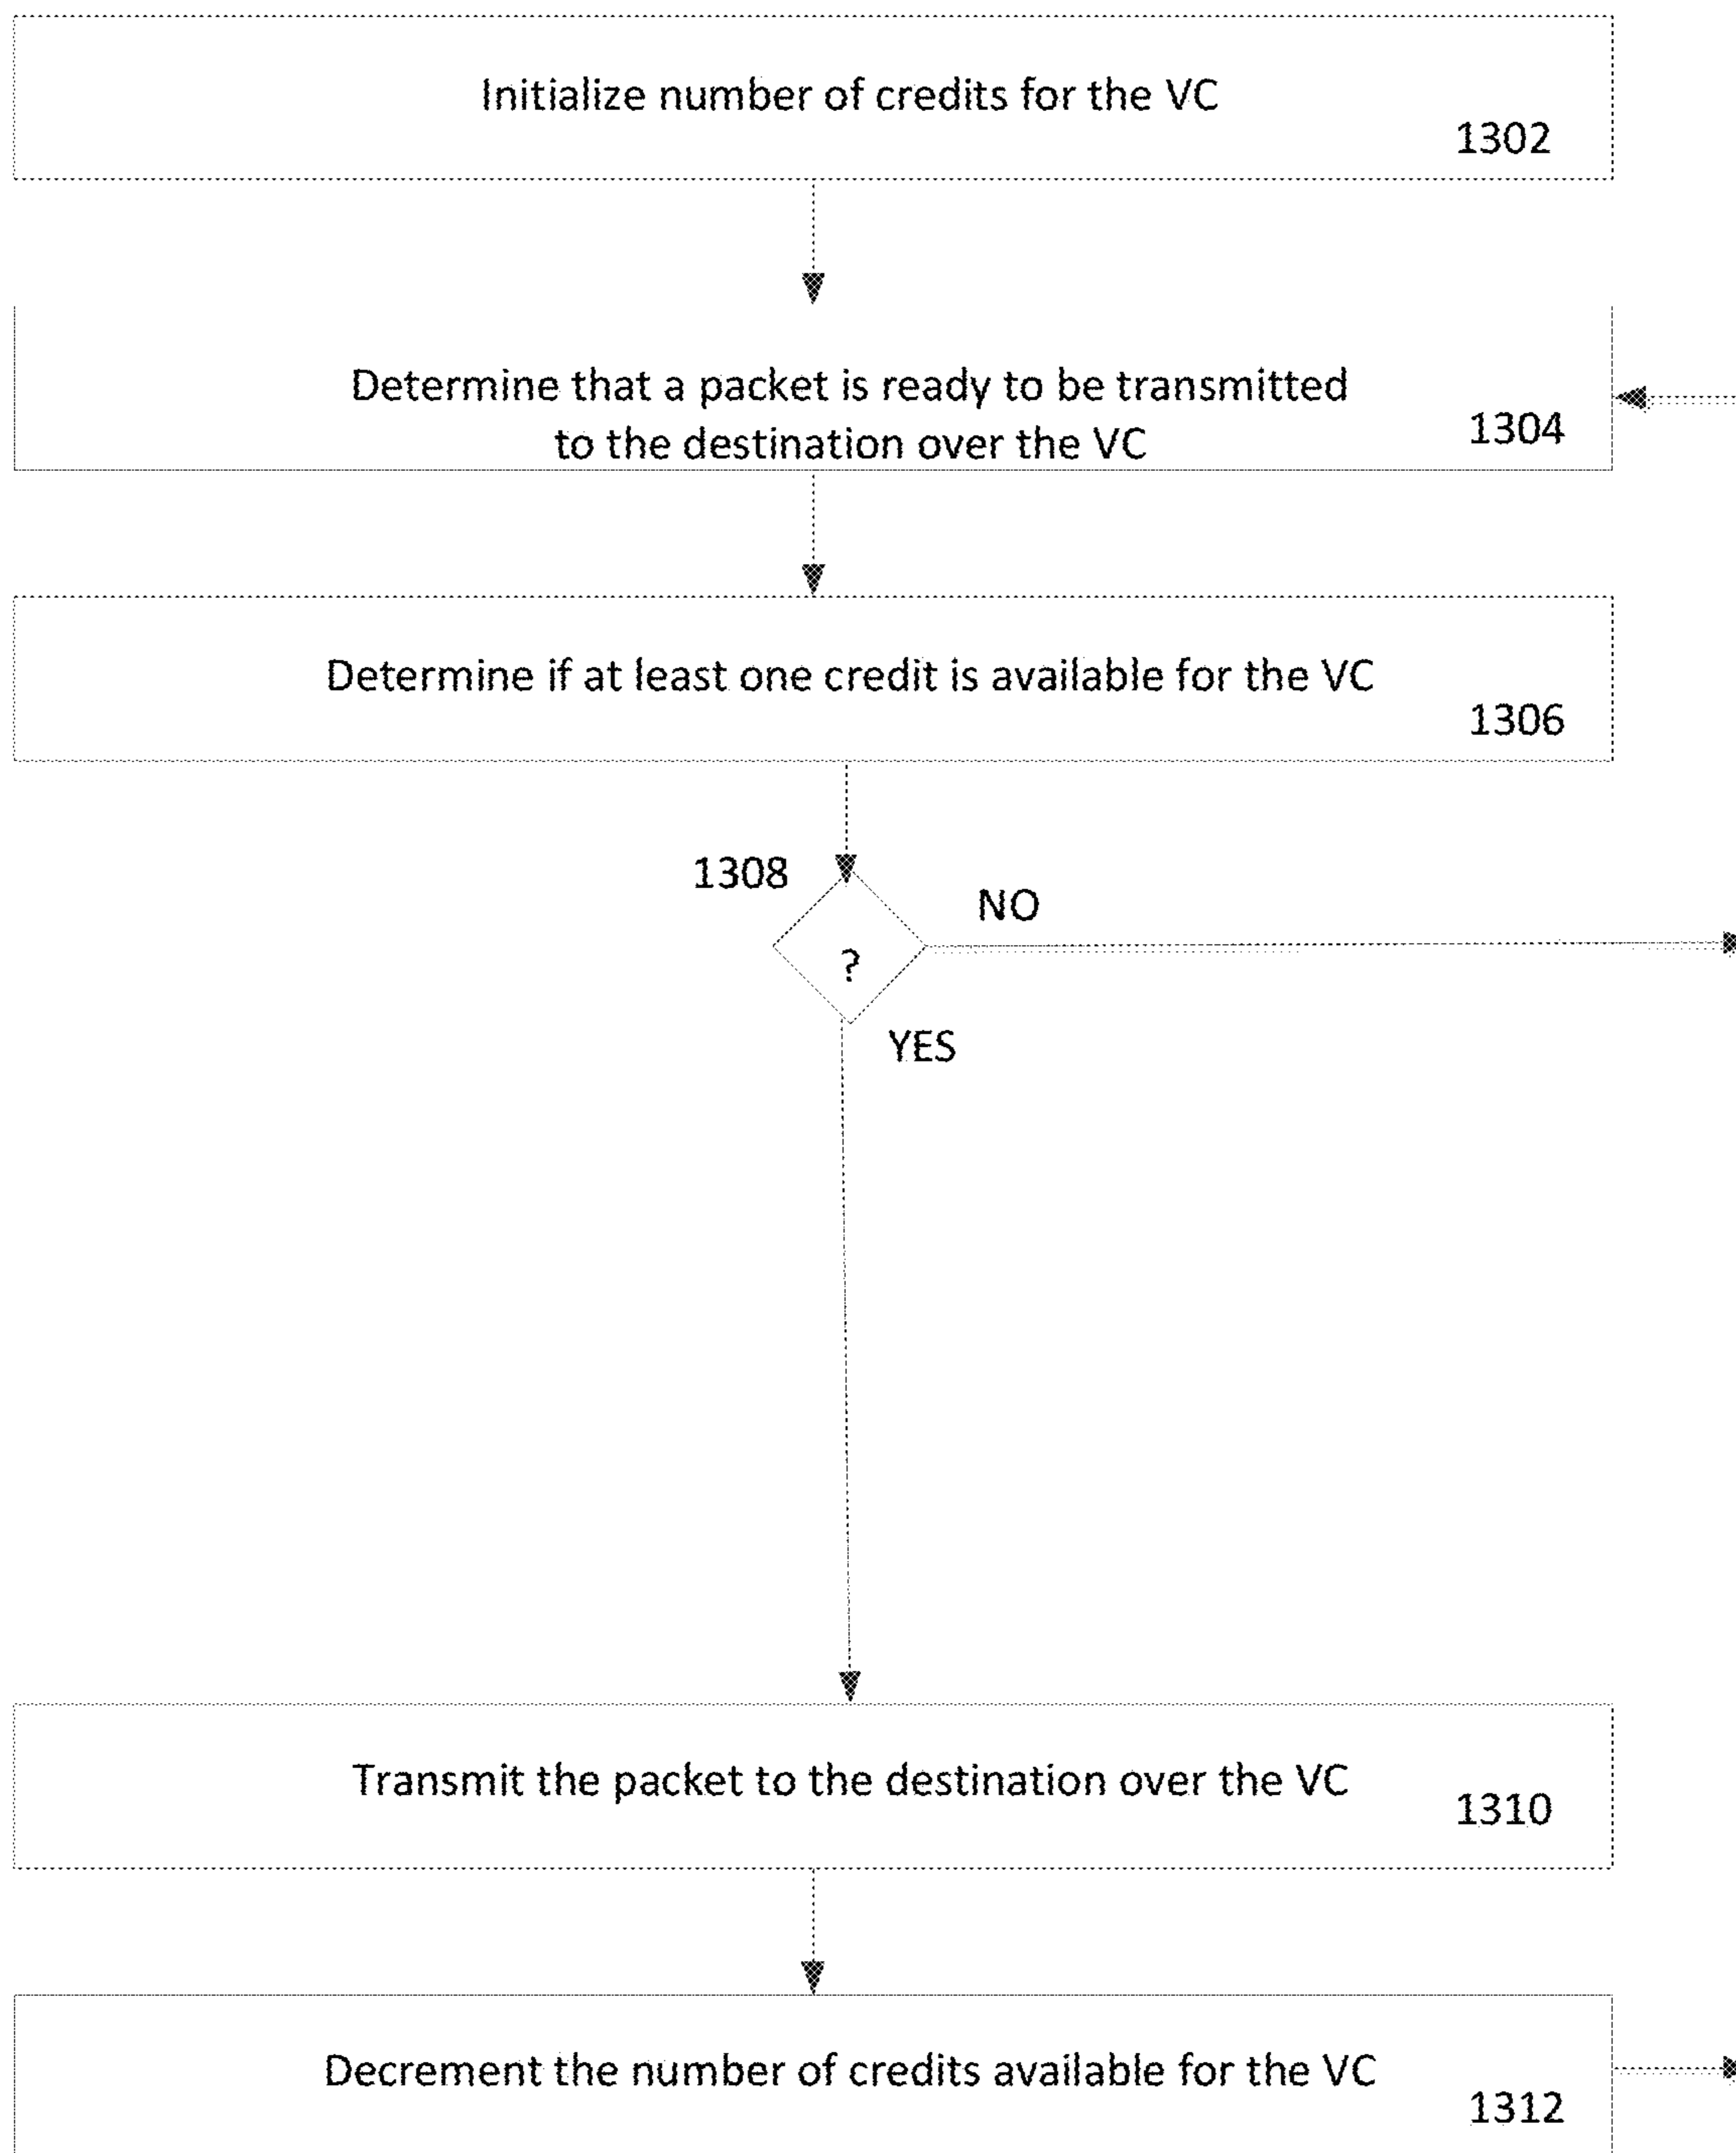 Initialize number of credits for the VC
1302
Determine that a packet is ready to be transmitted
to the destination over the VC
1304
Determine if at least one credit is available for the VC
1306
1308
NO
?
YES
Transmit the packet to the destination over the VC
1310
Decrement the number of credits available for the VC
1312